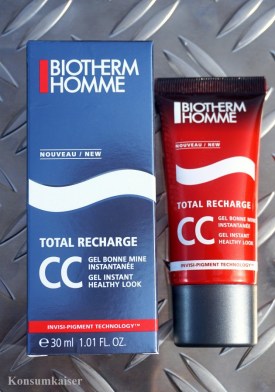 BIOTHERM
HOMME
NOUVEAU / NEW
TOTAL RECHARGE
CC
GEL BONNE MINE
INSTANTANÉE
GEL INSTANT
HEALTHY LOOK
INVISI-PIGMENT TECHNOLOGY™
℮ 30 ml 1.01 FL. OZ.
BIOTHERM
HOMME
NOUVEAU / NEW
TOTAL RECHARGE
CC
GEL BONNE MINE
INSTANTANÉE
GEL INSTANT
HEALTHY LOOK
INVISI-PIGMENT TECHNOLOGY™
Konsumkaiser